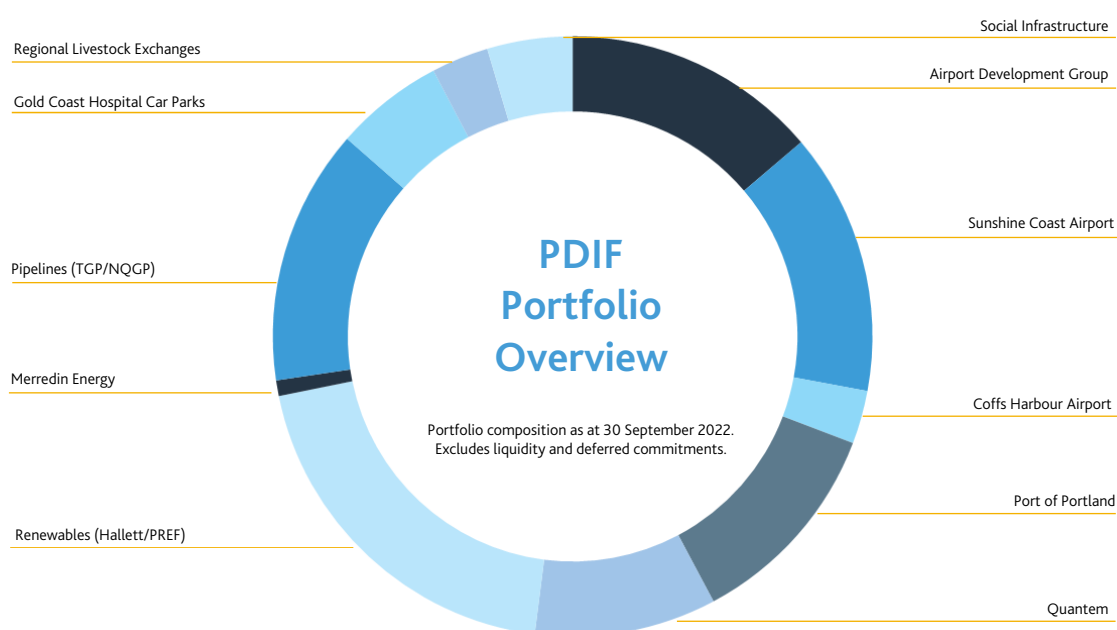 Social Infrastructure
Regional Livestock Exchanges
Airport Development Group
Gold Coast Hospital Car Parks
Sunshine Coast Airport
PDIF
Portfolio
Overview
Pipelines (TGP/NQGP)
Merredin Energy
Coffs Harbour Airport
Portfolio composition as at 30 September 2022.
Excludes liquidity and deferred commitments.
Port of Portland
Renewables (Hallett/PREF)
Quantem